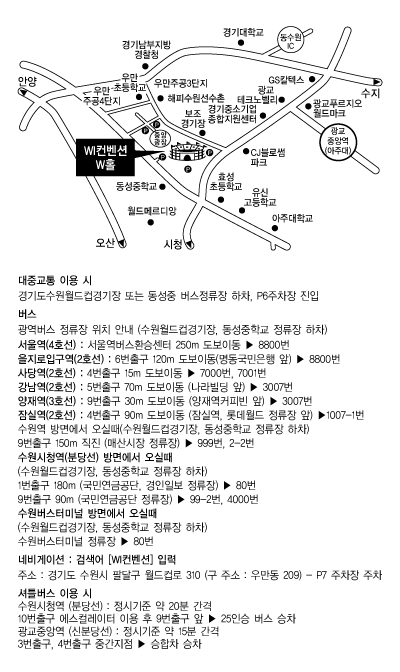 경기대학교
동수원
IC
경기남부지방
경찰청
안양
우만
초등학교
우만주공3단지
GS칼텍스
수지
우만
주공4단지
해피수원선수촌
광교
테크노밸리
보조
경기장
경기중소기업
종합지원센터
광교푸르지오
월드마크
중앙
광장
P
P
P
P
P
P
WI컨벤션
W홀
광교
중앙역
(아주대)
CJ블로썸
파크
동성중학교
효성
초등학교
유신
고등학교
월드메르디앙
아주대학교
오산
시청
대중교통 이용 시
경기도수원월드컵경기장 또는 동성중 버스정류장 하차, P6주차장 진입
버스
광역버스 정류장 위치 안내 (수원월드컵경기장, 동성중학교 정류장 하차)
서울역(4호선) : 서울역버스환승센터 250m 도보이동 ▶ 8800번
을지로입구역(2호선) : 6번출구 120m 도보이동(명동국민은행 앞) ▶ 8800번
사당역(2호선) : 4번출구 15m 도보이동 ▶ 7000번, 7001번
강남역(2호선) : 5번출구 70m 도보이동 (나라빌딩 앞) ▶ 3007번
양재역(3호선) : 9번출구 30m 도보이동 (양재역커피빈 앞) ▶ 3007번
잠실역(2호선) : 4번출구 90m 도보이동 (잠실역, 롯데월드 정류장 앞) ▶1007-1번
수원역 방면에서 오실때(수원월드컵경기장, 동성중학교 정류장 하차)
9번출구 150m 직진 (매산시장 정류장) ▶ 999번, 2-2번
수원시청역(분당선) 방면에서 오실때
(수원월드컵경기장, 동성중학교 정류장 하차)
1번출구 180m (국민연금공단, 경인일보 정류장) ▶ 80번
9번출구 90m (국민연금공단 정류장) ▶ 99-2번, 4000번
수원버스터미널 방면에서 오실때
(수원월드컵경기장, 동성중학교 정류장 하차)
수원버스터미널 정류장 ▶ 80번
네비게이션 : 검색어 [WI컨벤션] 입력
주소 : 경기도 수원시 팔달구 월드컵로 310 (구 주소 : 우만동 209) - P7 주차장 주차
셔틀버스 이용 시
수원시청역 (분당선) : 정시기준 약 20분 간격
10번출구 에스컬레이터 이용 후 9번출구 앞 ▶ 25인승 버스 승차
광교중앙역 (신분당선) : 정시기준 약 15분 간격
3번출구, 4번출구 중간지점 ▶ 승합차 승차